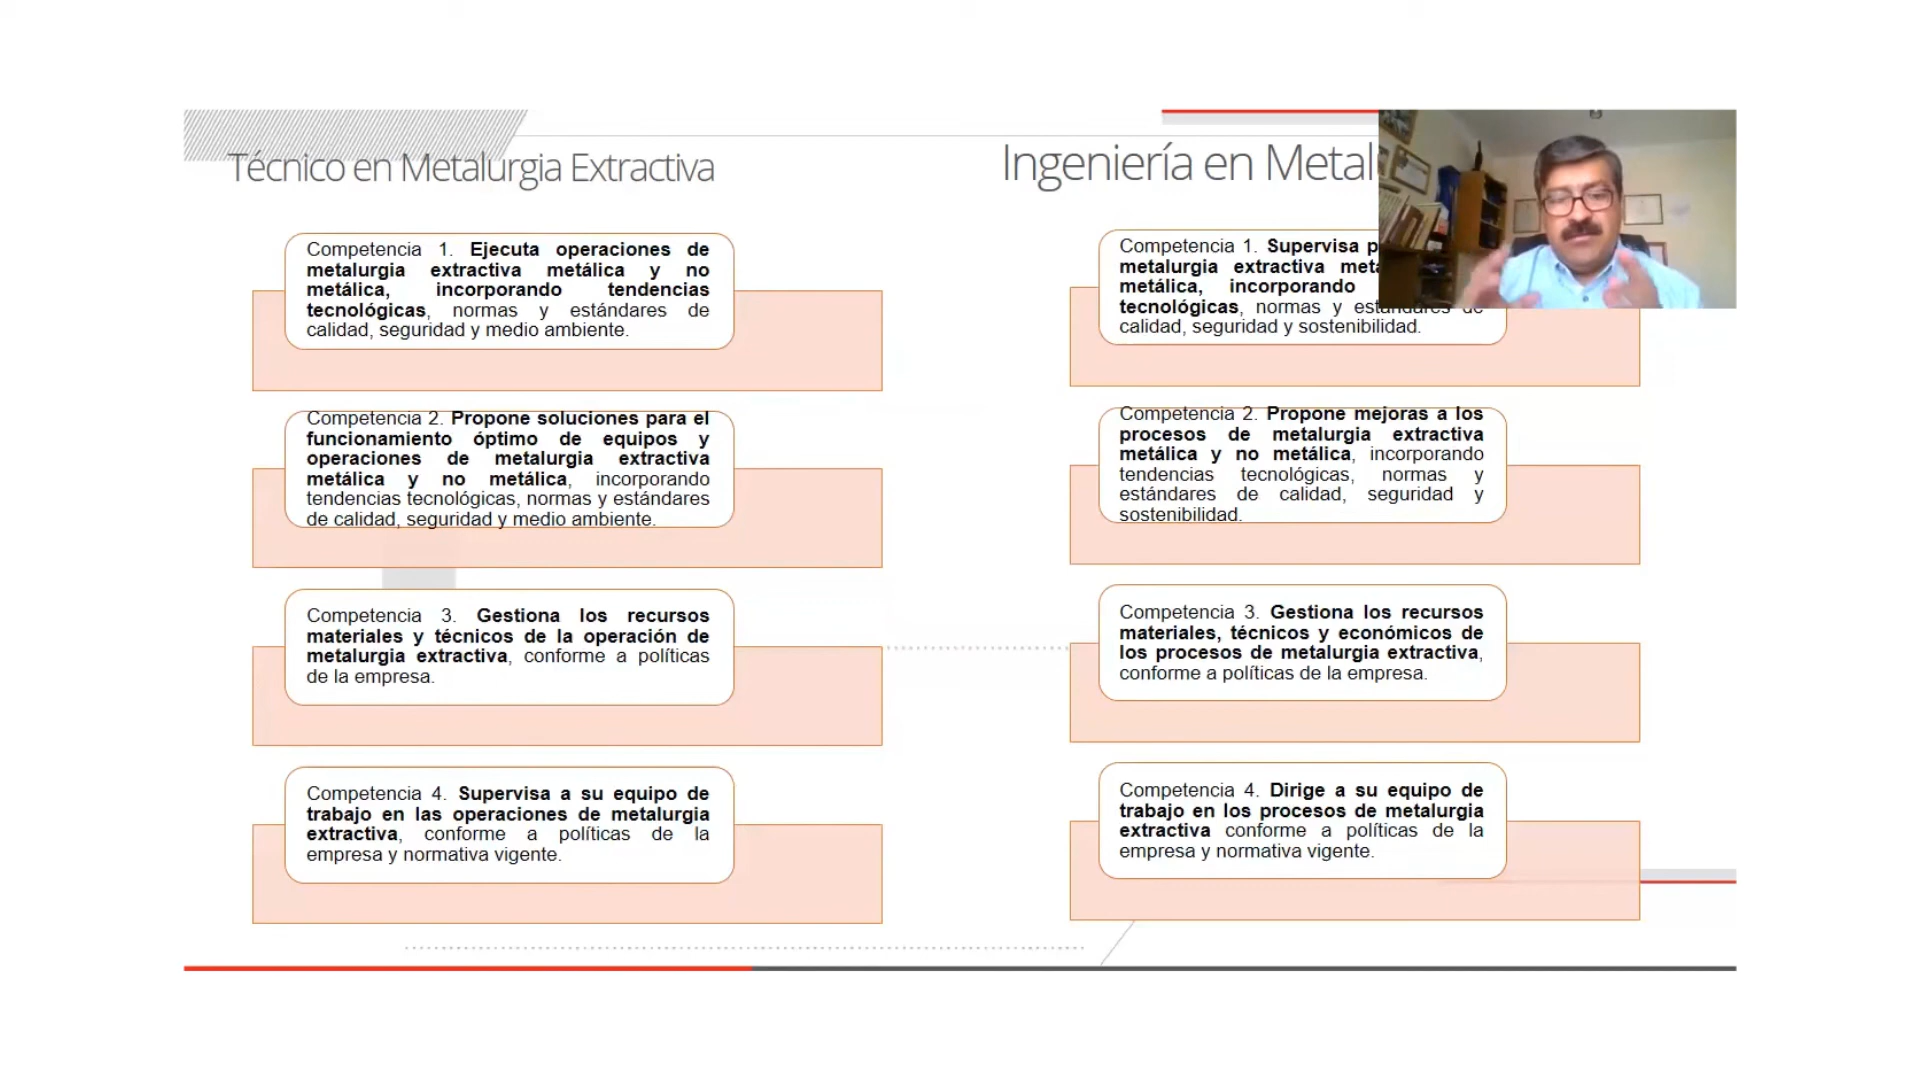 Técnico en Metalurgia Extractiva
Competencia 1. Ejecuta operaciones de
metalurgia extractiva metálica y no
metálica, incorporando tendencias
tecnológicas, normas y estándares de
calidad, seguridad y medio ambiente.
Competencia 2. Propone soluciones para el
funcionamiento óptimo de equipos y
operaciones de metalurgia extractiva
metálica y no metálica, incorporando
tendencias tecnológicas, normas y estándares
de calidad, seguridad y medio ambiente.
Competencia 3. Gestiona los recursos
materiales y técnicos de la operación de
metalurgia extractiva, conforme a políticas
de la empresa.
Competencia 4. Supervisa a su equipo de
trabajo en las operaciones de metalurgia
extractiva, conforme a políticas de la
empresa y normativa vigente.
Ingeniería en Metal
Competencia 1. Supervisa p
metalurgia extractiva meta
metálica, incorporando
tecnológicas, normas y estándares de
calidad, seguridad y sostenibilidad.
Competencia 2. Propone mejoras a los
procesos de metalurgia extractiva
metálica y no metálica, incorporando
tendencias tecnológicas, normas y
estándares de calidad, seguridad y
sostenibilidad.
Competencia 3. Gestiona los recursos
materiales, técnicos y económicos de
los procesos de metalurgia extractiva,
conforme a políticas de la empresa.
Competencia 4. Dirige a su equipo de
trabajo en los procesos de metalurgia
extractiva conforme a políticas de la
empresa y normativa vigente.